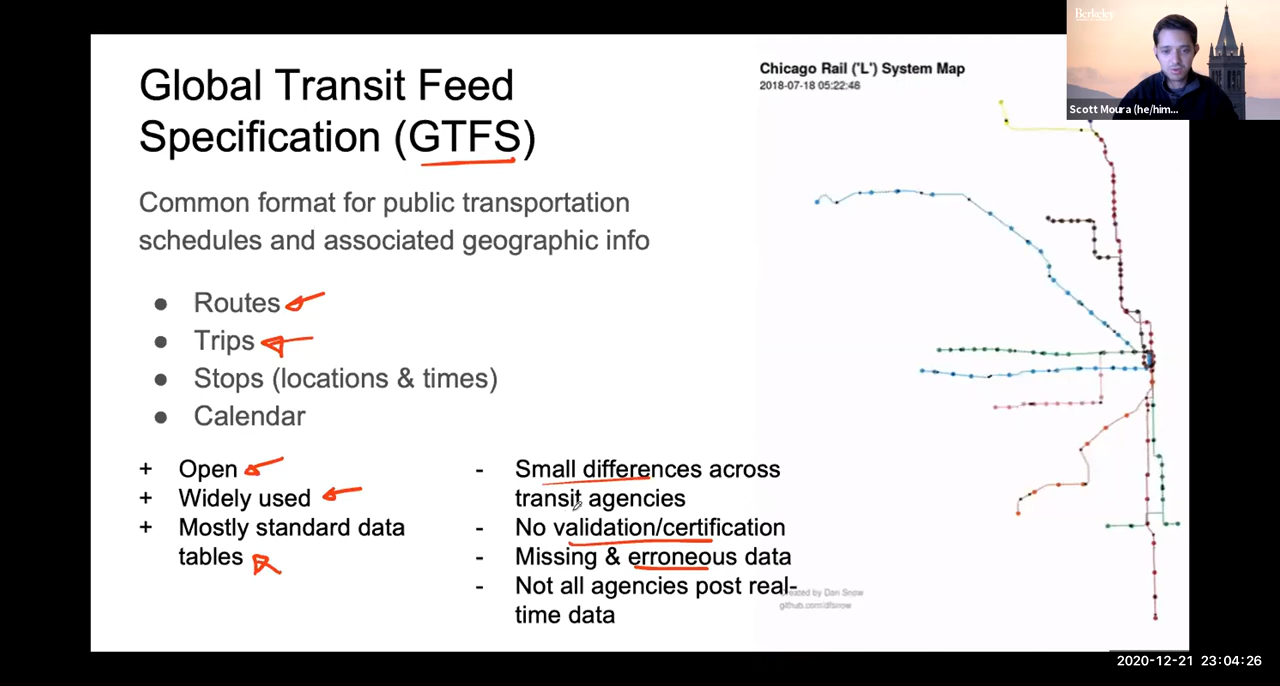 Global Transit Feed
Specification (GTFS)
Common format for public transportation
schedules and associated geographic info
● Routes
● Trips
● Stops (locations & times)
● Calendar
+ Open
+ Widely used
+ Mostly standard data
tables
- Small differences across
transit agencies
- No validation/certification
- Missing & erroneous data
- Not all agencies post real-
time data
Chicago Rail ('L') System Map
2018-07-18 05:22:46
Created by Dan Snow
github.com/dfsnow
Berkeley
Scott Moura (he/him...
2020-12-21 23:04:26